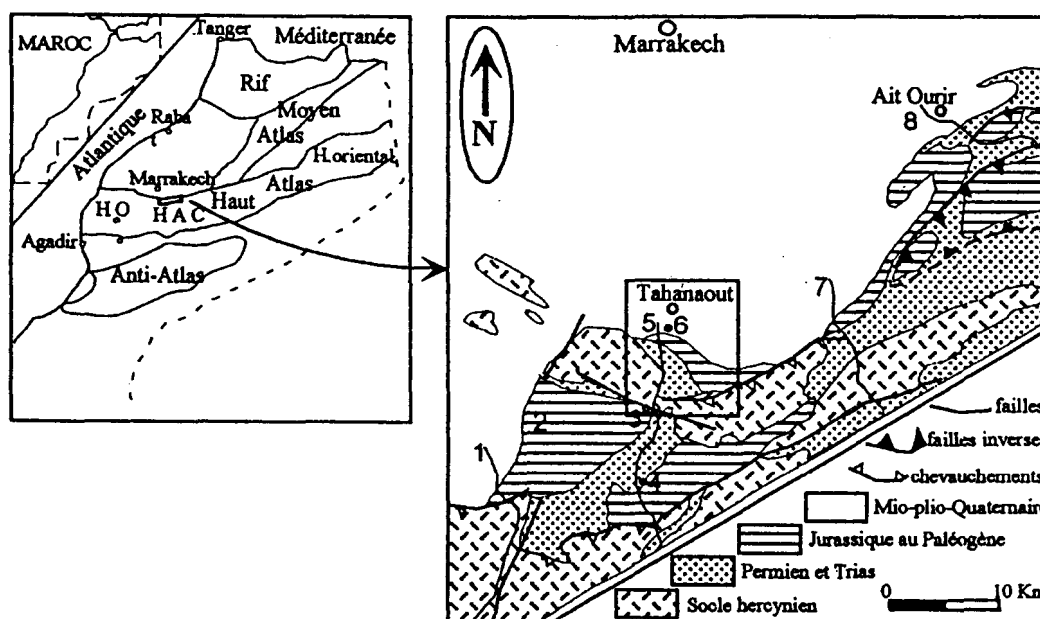 Tanger
MAROC
Méditerranée
Rif
Moyen
Atlas
Raba
Atlantique
H.oriental
Atlas
Marrakech
Haut
H.O
H A C
Agadir
Anti-Atlas
Marrakech
N
Ait Ourir
8
7
Tahanaout
5
6
3
2
1
4
failles
failles inverse
chevauchements
Mio-plio-Quaternaire
Jurassique au Paléogène
Permien et Trias
Socle hercynien
0
10 Km